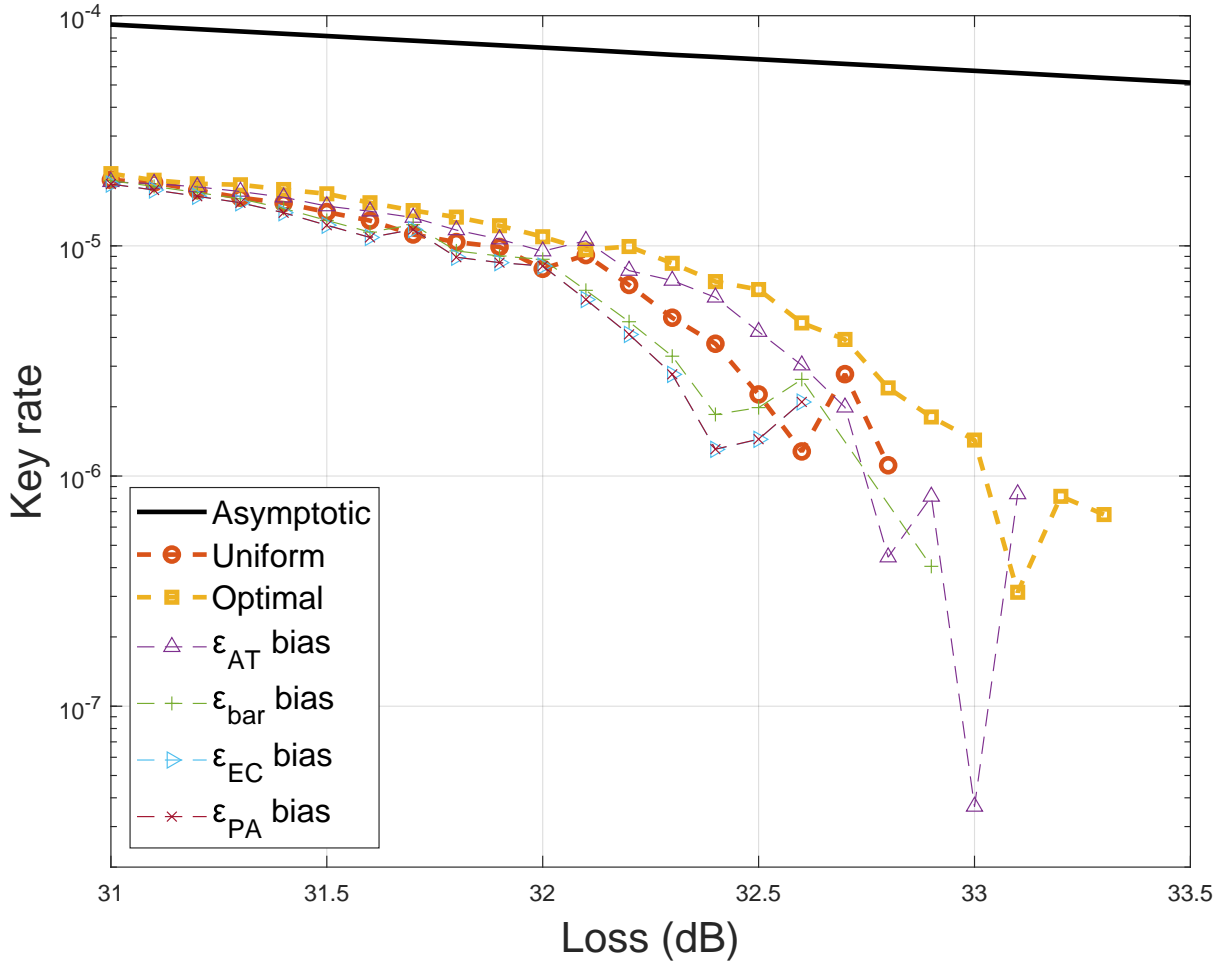 10^-4
10^-5
10^-6
10^-7
Key rate
Asymptotic
Uniform
Optimal
ε_AT bias
ε_bar bias
ε_EC bias
ε_PA bias
31 31.5 32 32.5 33 33.5
Loss (dB)